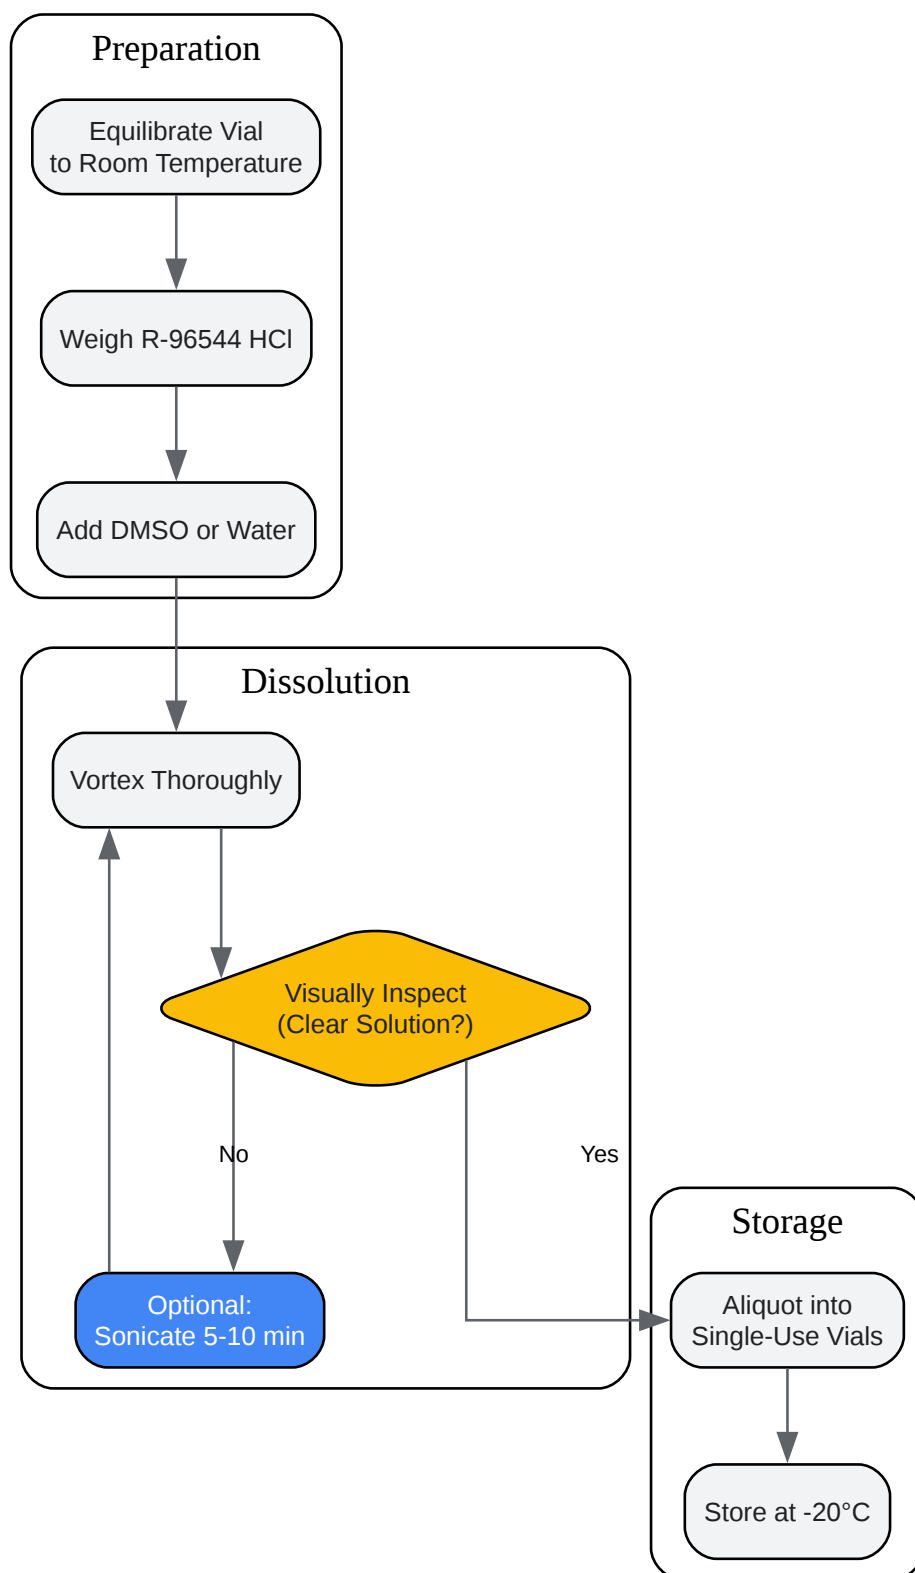 Preparation
Equilibrate Vial
to Room Temperature
Weigh R-96544 HCl
Add DMSO or Water
Dissolution
Vortex Thoroughly
Visually Inspect
(Clear Solution?)
No
Yes
Optional:
Sonicate 5-10 min
Storage
Aliquot into
Single-Use Vials
Store at -20°C